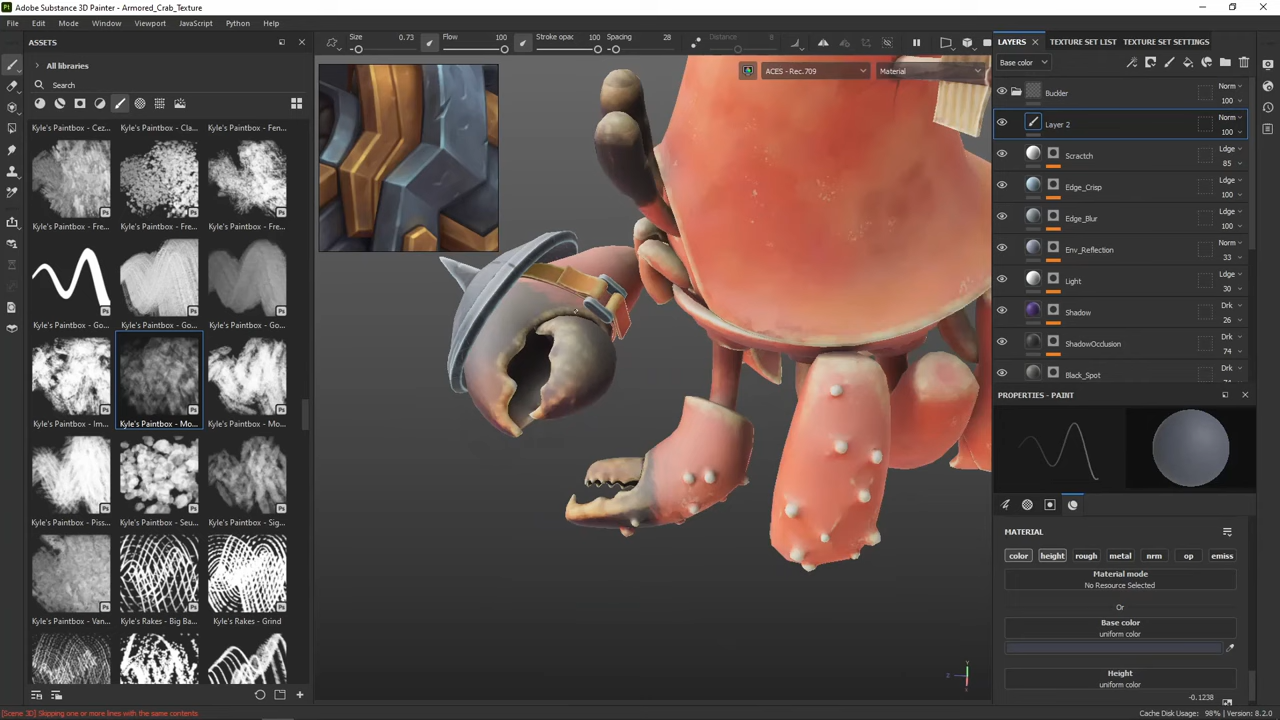 Adobe Substance 3D Painter - Armored_Crab_Texture
File Edit Mode Window Viewport JavaScript Python Help
ASSETS
All libraries
Search
Kyle's Paintbox - Cez... Kyle's Paintbox - Cla... Kyle's Paintbox - Fen...
Kyle's Paintbox - Fre... Kyle's Paintbox - Fre... Kyle's Paintbox - Fre...
Kyle's Paintbox - Go... Kyle's Paintbox - Go... Kyle's Paintbox - Go...
Kyle's Paintbox - Im... Kyle's Paintbox - Mo... Kyle's Paintbox - Mo...
Kyle's Paintbox - Piss... Kyle's Paintbox - Seu... Kyle's Paintbox - Sig...
Kyle's Paintbox - Van... Kyle's Rakes - Big Ba... Kyle's Rakes - Grind
[Scene 3D] Skipping one or more lines with the same contents
Size 0.73 Flow 100 Stroke opa... 100 Spacing 28 Distance 8
ACES - Rec.709 Material
LAYERS TEXTURE SET LIST TEXTURE SET SETTINGS
Base color
Buckler Norm 100
Layer 2 Norm 100
Scractch Ldge 85
Edge_Crisp Ldge 100
Edge_Blur Ldge 100
Env_Reflection Norm 33
Light Ldge 30
Shadow Drk 26
ShadowOcclusion Drk 74
Black_Spot Drk
PROPERTIES - PAINT
MATERIAL
color height rough metal nrm op emiss
Material mode
No Resource Selected
Or
Base color
uniform color
Height
uniform color
-0.1238
Cache Disk Usage: 98% | Version: 8.2.0